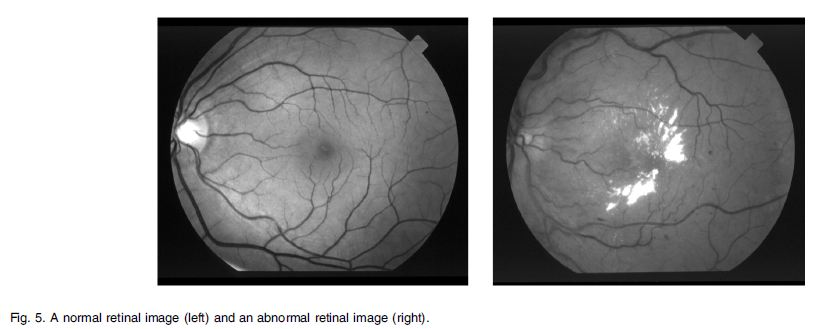 Fig. 5. A normal retinal image (left) and an abnormal retinal image (right).